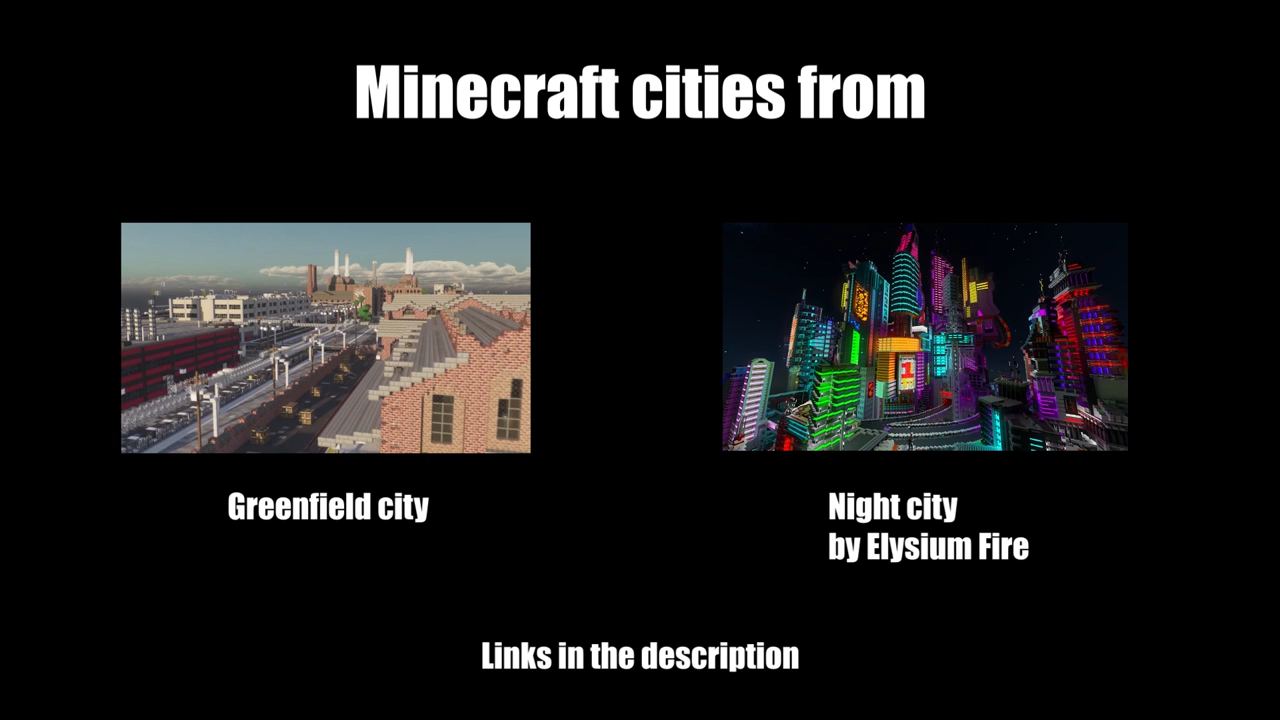 Minecraft cities from
Greenfield city
Night city
by Elysium Fire
Links in the description